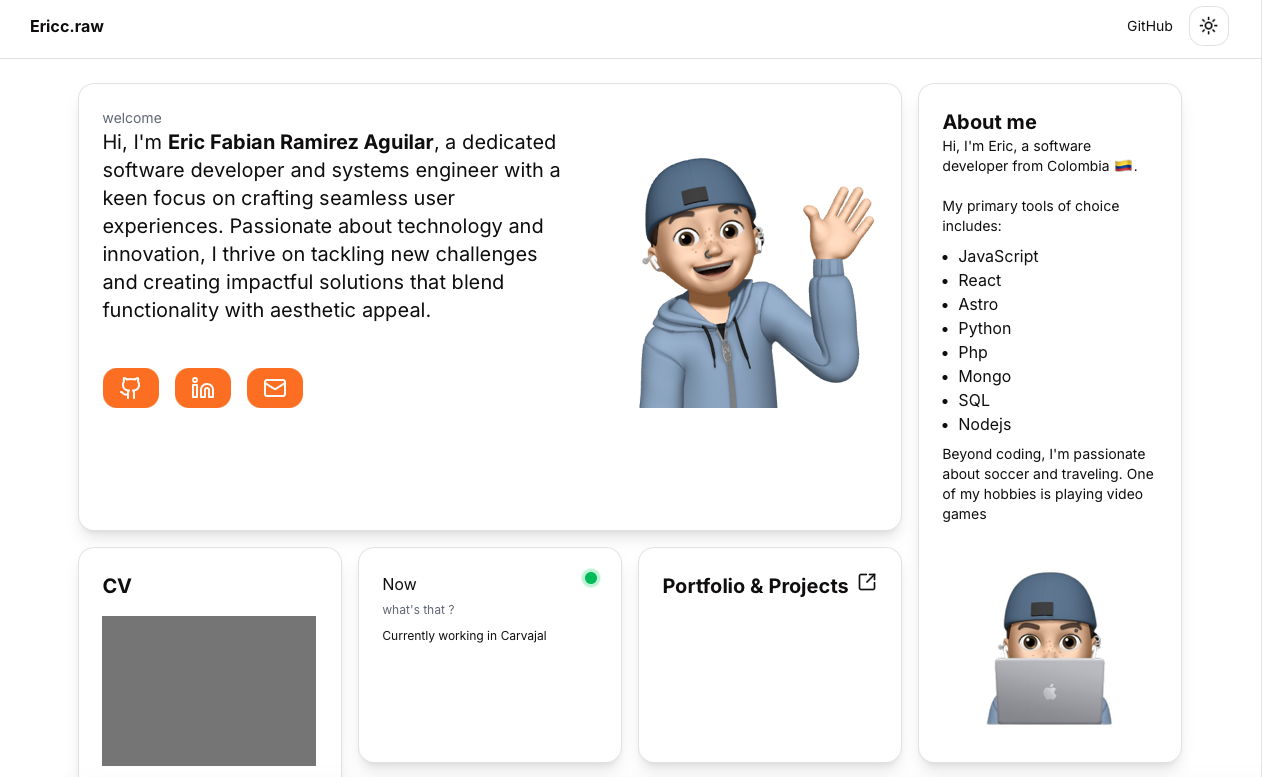 Ericc.raw
GitHub
welcome
Hi, I'm Eric Fabian Ramirez Aguilar, a dedicated
software developer and systems engineer with a
keen focus on crafting seamless user
experiences. Passionate about technology and
innovation, I thrive on tackling new challenges
and creating impactful solutions that blend
functionality with aesthetic appeal.
About me
Hi, I'm Eric, a software
developer from Colombia 🇨🇴.
My primary tools of choice
includes:
• JavaScript
• React
• Astro
• Python
• Php
• Mongo
• SQL
• Nodejs
Beyond coding, I'm passionate
about soccer and traveling. One
of my hobbies is playing video
games
CV
Now
what's that ?
Currently working in Carvajal
Portfolio & Projects